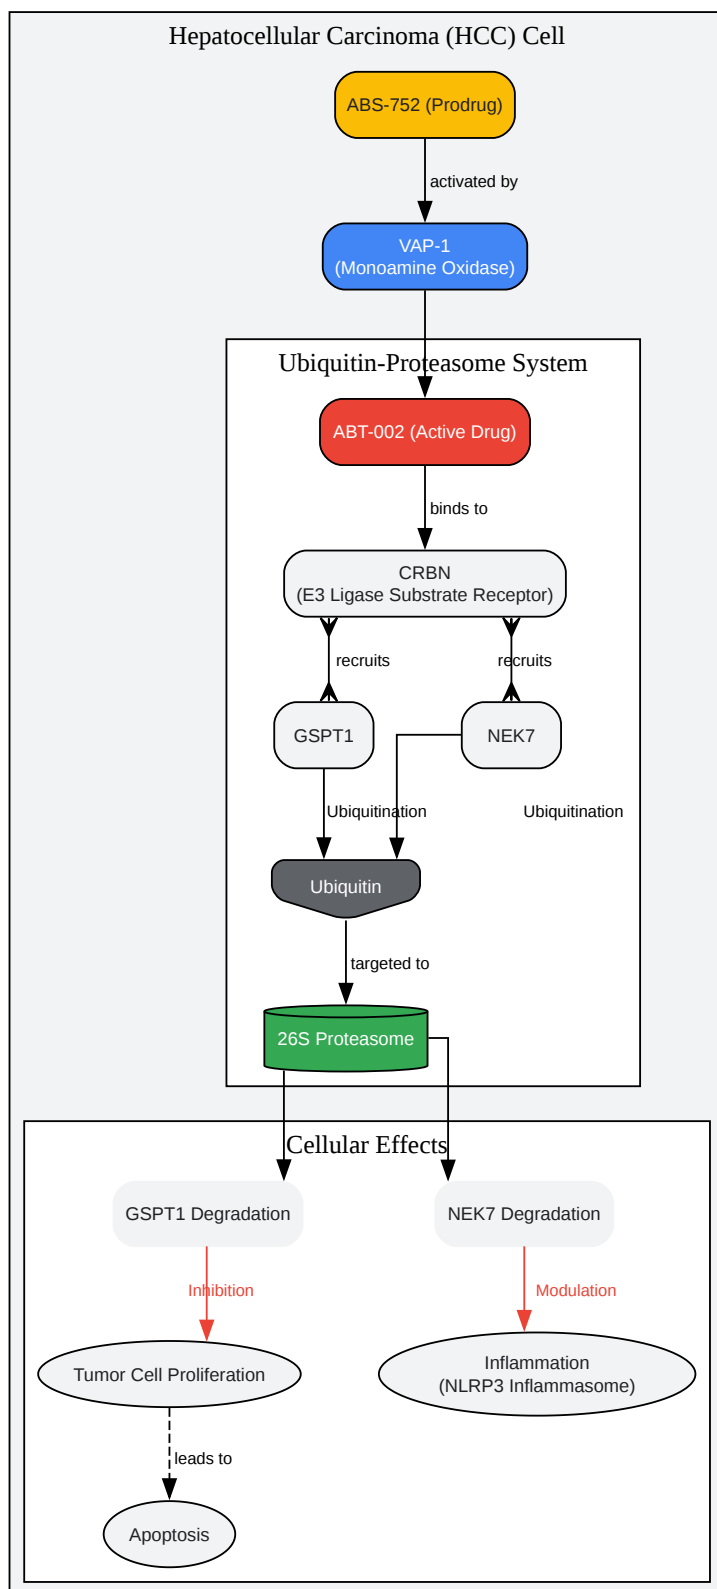 Hepatocellular Carcinoma (HCC) Cell
ABS-752 (Prodrug)
activated by
VAP-1
(Monoamine Oxidase)
Ubiquitin-Proteasome System
ABT-002 (Active Drug)
binds to
CRBN
(E3 Ligase Substrate Receptor)
recruits
recruits
GSPT1
NEK7
Ubiquitination
Ubiquitination
Ubiquitin
targeted to
26S Proteasome
Cellular Effects
GSPT1 Degradation
NEK7 Degradation
Inhibition
Modulation
Tumor Cell Proliferation
Inflammation
(NLRP3 Inflammasome)
leads to
Apoptosis